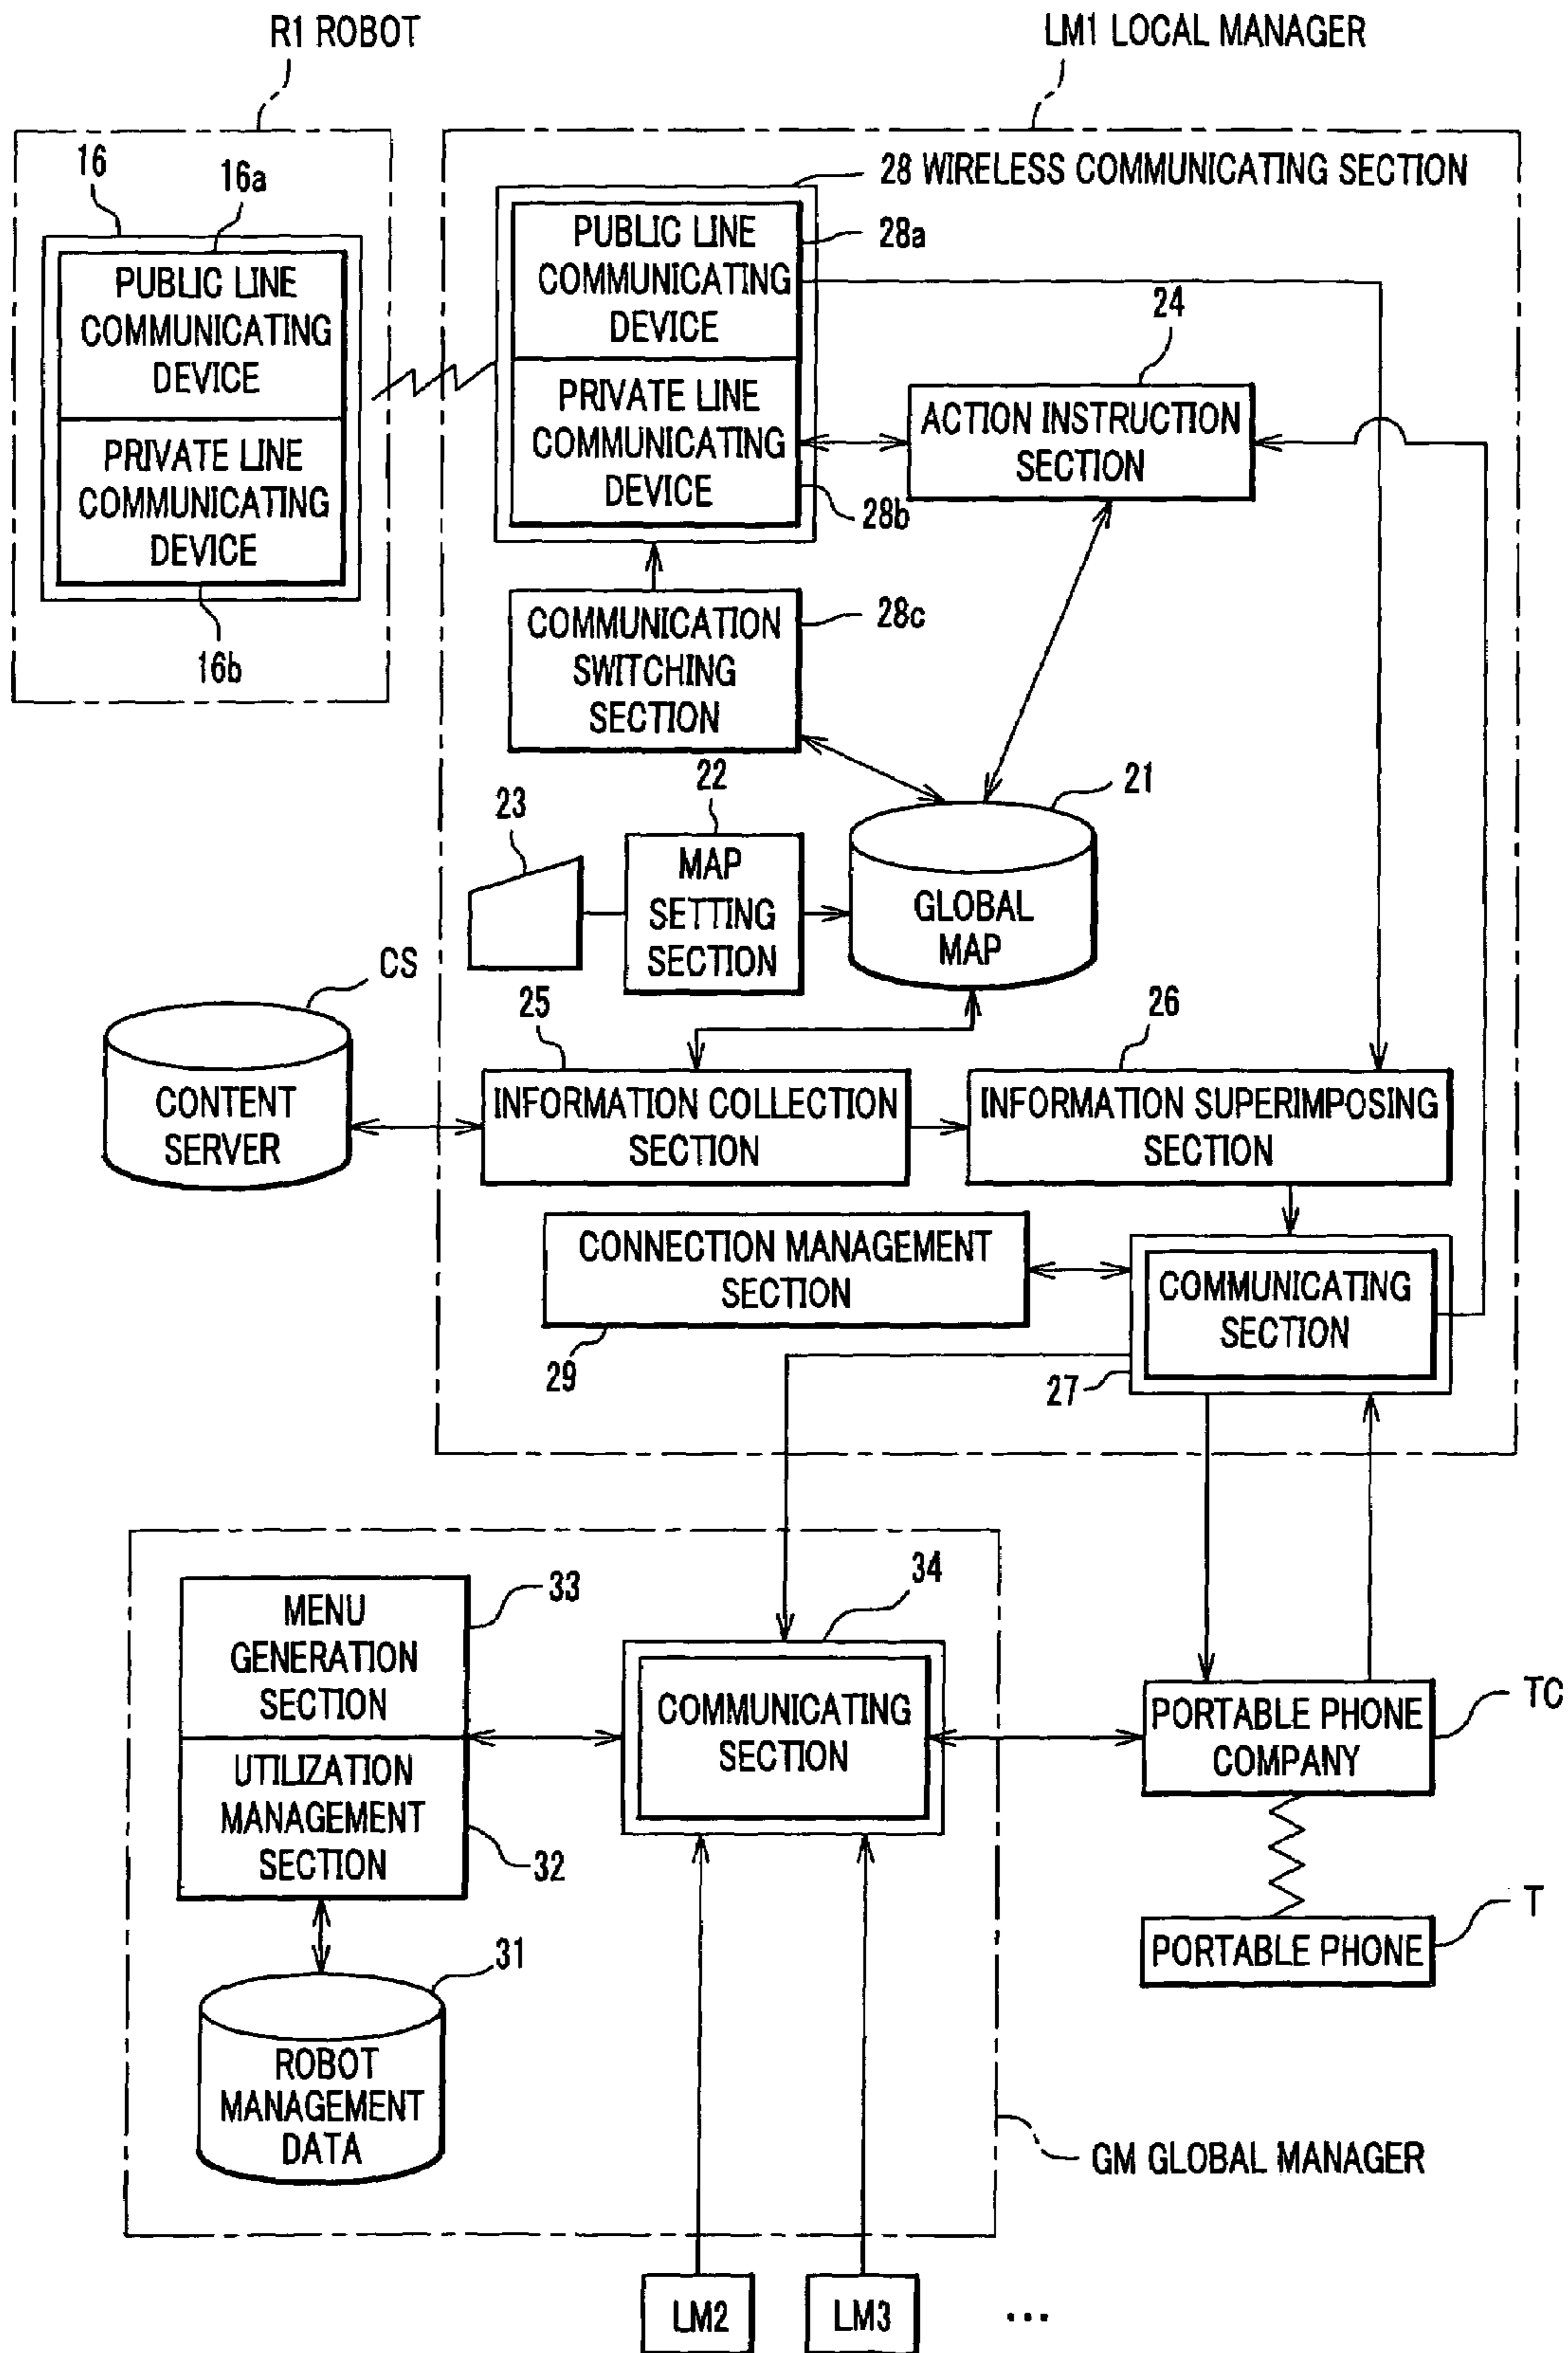 R1 ROBOT
LM1 LOCAL MANAGER
16
16a
PUBLIC LINE
COMMUNICATING
DEVICE
PRIVATE LINE
COMMUNICATING
DEVICE
16b
28 WIRELESS COMMUNICATING SECTION
PUBLIC LINE
COMMUNICATING
DEVICE
28a
PRIVATE LINE
COMMUNICATING
DEVICE
28b
24
ACTION INSTRUCTION
SECTION
COMMUNICATION
SWITCHING
SECTION
28c
23
22
MAP
SETTING
SECTION
21
GLOBAL
MAP
CS
CONTENT
SERVER
25
INFORMATION COLLECTION
SECTION
26
INFORMATION SUPERIMPOSING
SECTION
CONNECTION MANAGEMENT
SECTION
29
COMMUNICATING
SECTION
27
33
MENU
GENERATION
SECTION
UTILIZATION
MANAGEMENT
SECTION
32
34
COMMUNICATING
SECTION
PORTABLE PHONE
COMPANY
TC
PORTABLE PHONE
T
31
ROBOT
MANAGEMENT
DATA
GM GLOBAL MANAGER
LM2
LM3
...